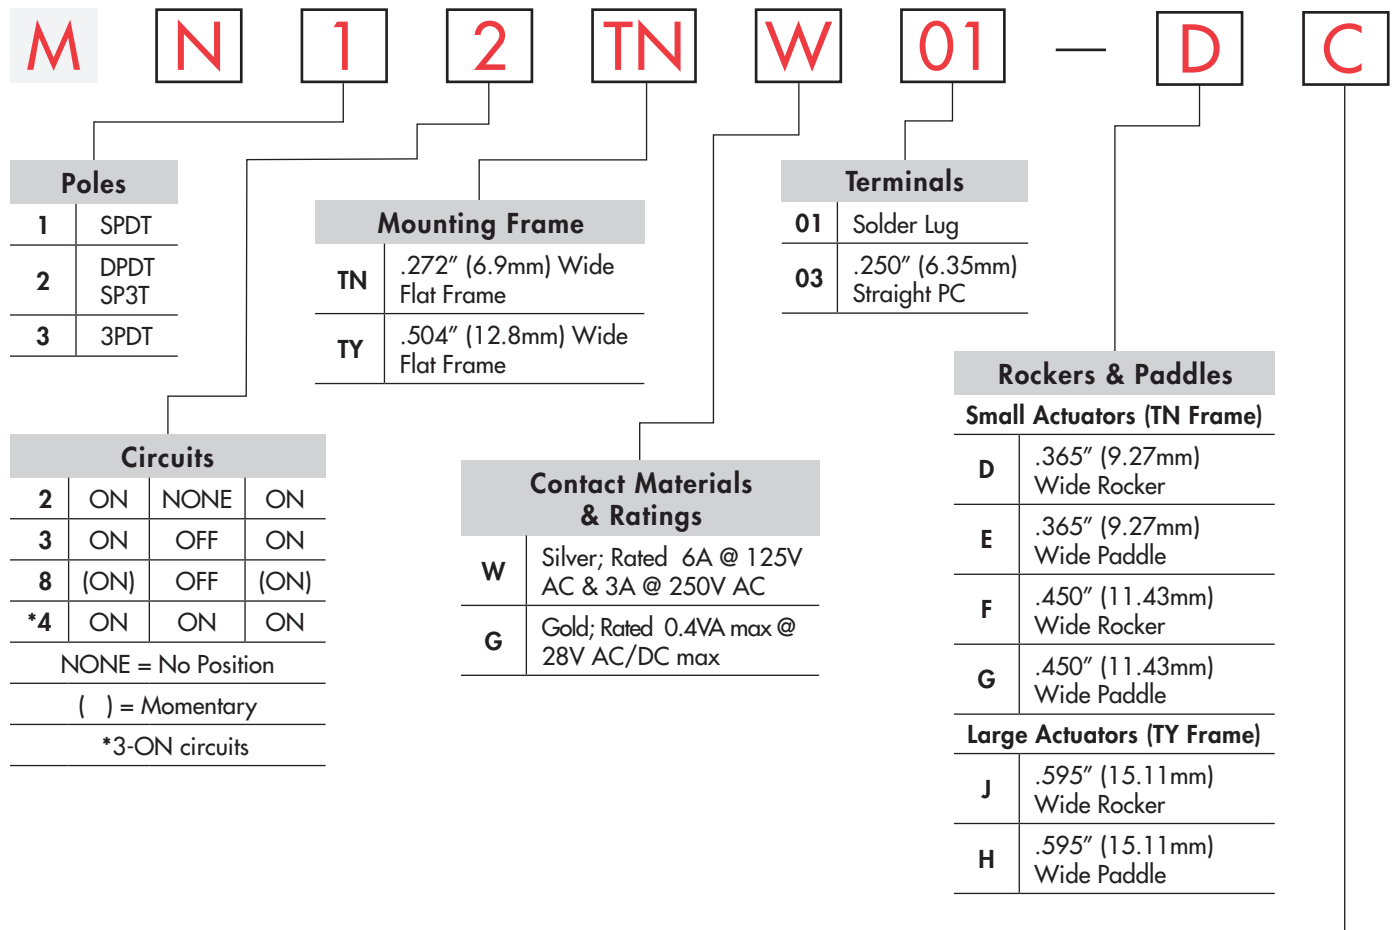 M N 1 2 TN W 01 — D C
Poles
1 SPDT
2 DPDT
SP3T
3 3PDT
Mounting Frame
TN .272" (6.9mm) Wide
Flat Frame
TY .504" (12.8mm) Wide
Flat Frame
Terminals
01 Solder Lug
03 .250" (6.35mm)
Straight PC
Circuits
2 ON NONE ON
3 ON OFF ON
8 (ON) OFF (ON)
*4 ON ON ON
NONE = No Position
( ) = Momentary
*3-ON circuits
Contact Materials
& Ratings
W Silver; Rated 6A @ 125V
AC & 3A @ 250V AC
G Gold; Rated 0.4VA max @
28V AC/DC max
Rockers & Paddles
Small Actuators (TN Frame)
D .365" (9.27mm)
Wide Rocker
E .365" (9.27mm)
Wide Paddle
F .450" (11.43mm)
Wide Rocker
G .450" (11.43mm)
Wide Paddle
Large Actuators (TY Frame)
J .595" (15.11mm)
Wide Rocker
H .595" (15.11mm)
Wide Paddle